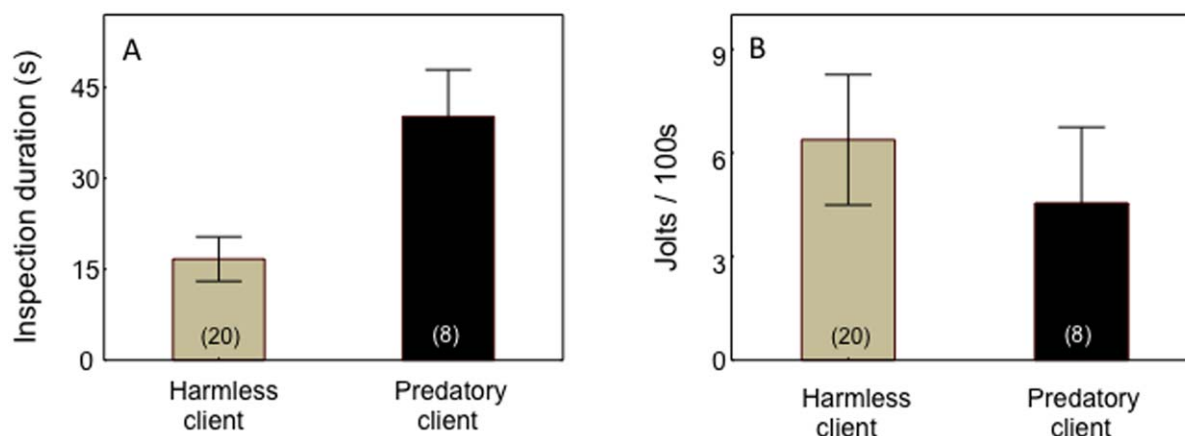 A
Inspection duration (s)
45
30
15
0
(20)
(8)
Harmless
client
Predatory
client
B
Jolts / 100s
9
6
3
0
(20)
(8)
Harmless
client
Predatory
client